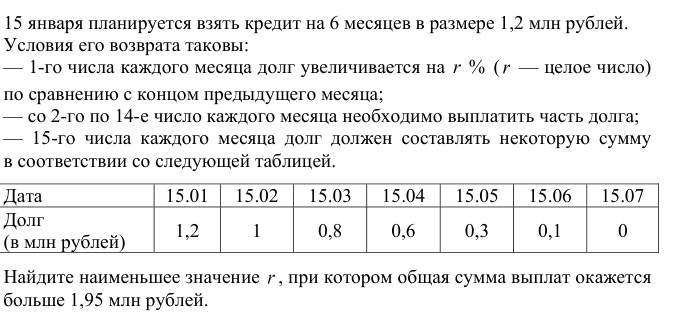 15 января планируется взять кредит на 6 месяцев в размере 1,2 млн рублей.
Условия его возврата таковы:
— 1-го числа каждого месяца долг увеличивается на r % (r — целое число)
по сравнению с концом предыдущего месяца;
— со 2-го по 14-е число каждого месяца необходимо выплатить часть долга;
— 15-го числа каждого месяца долг должен составлять некоторую сумму
в соответствии со следующей таблицей.
Дата 15.01 15.02 15.03 15.04 15.05 15.06 15.07
Долг
(в млн рублей) 1,2 1 0,8 0,6 0,3 0,1 0
Найдите наименьшее значение r, при котором общая сумма выплат окажется
больше 1,95 млн рублей.